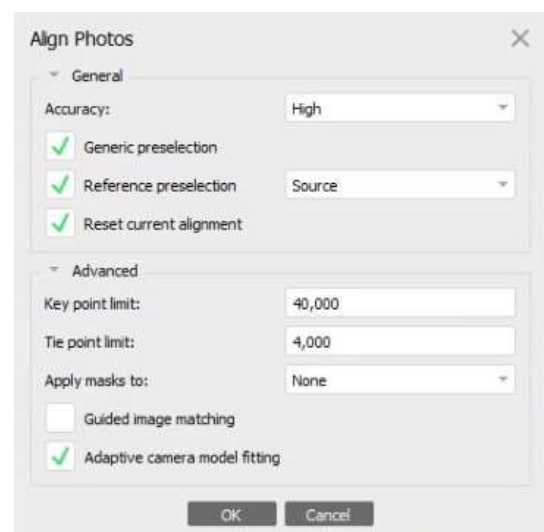 Align Photos
General
Accuracy: High
Generic preselection
Reference preselection Source
Reset current alignment
Advanced
Key point limit: 40,000
Tie point limit: 4,000
Apply masks to: None
Guided image matching
Adaptive camera model fitting
OK Cancel